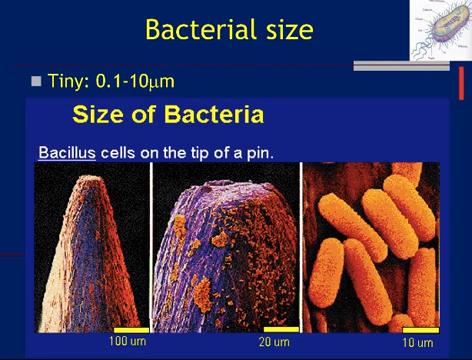 Bacterial size
Tiny: 0.1-10μm
Size of Bacteria
Bacillus cells on the tip of a pin.
100 um
20 um
10 um